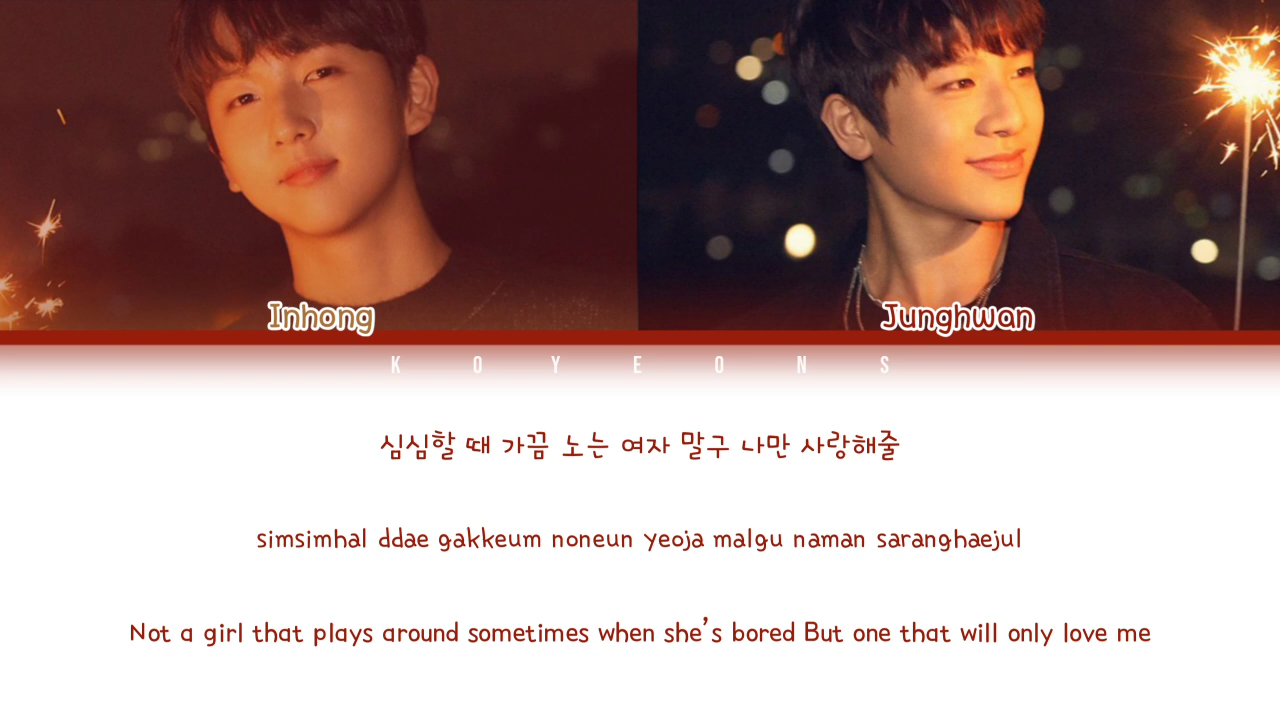 Inhong
Junghwan
KOYEONS
심심할 때 가끔 노는 여자 말구 나만 사랑해줄
simsimhal ddae gakkeum noneun yeoja malgu naman saranghaejul
Not a girl that plays around sometimes when she's bored But one that will only love me